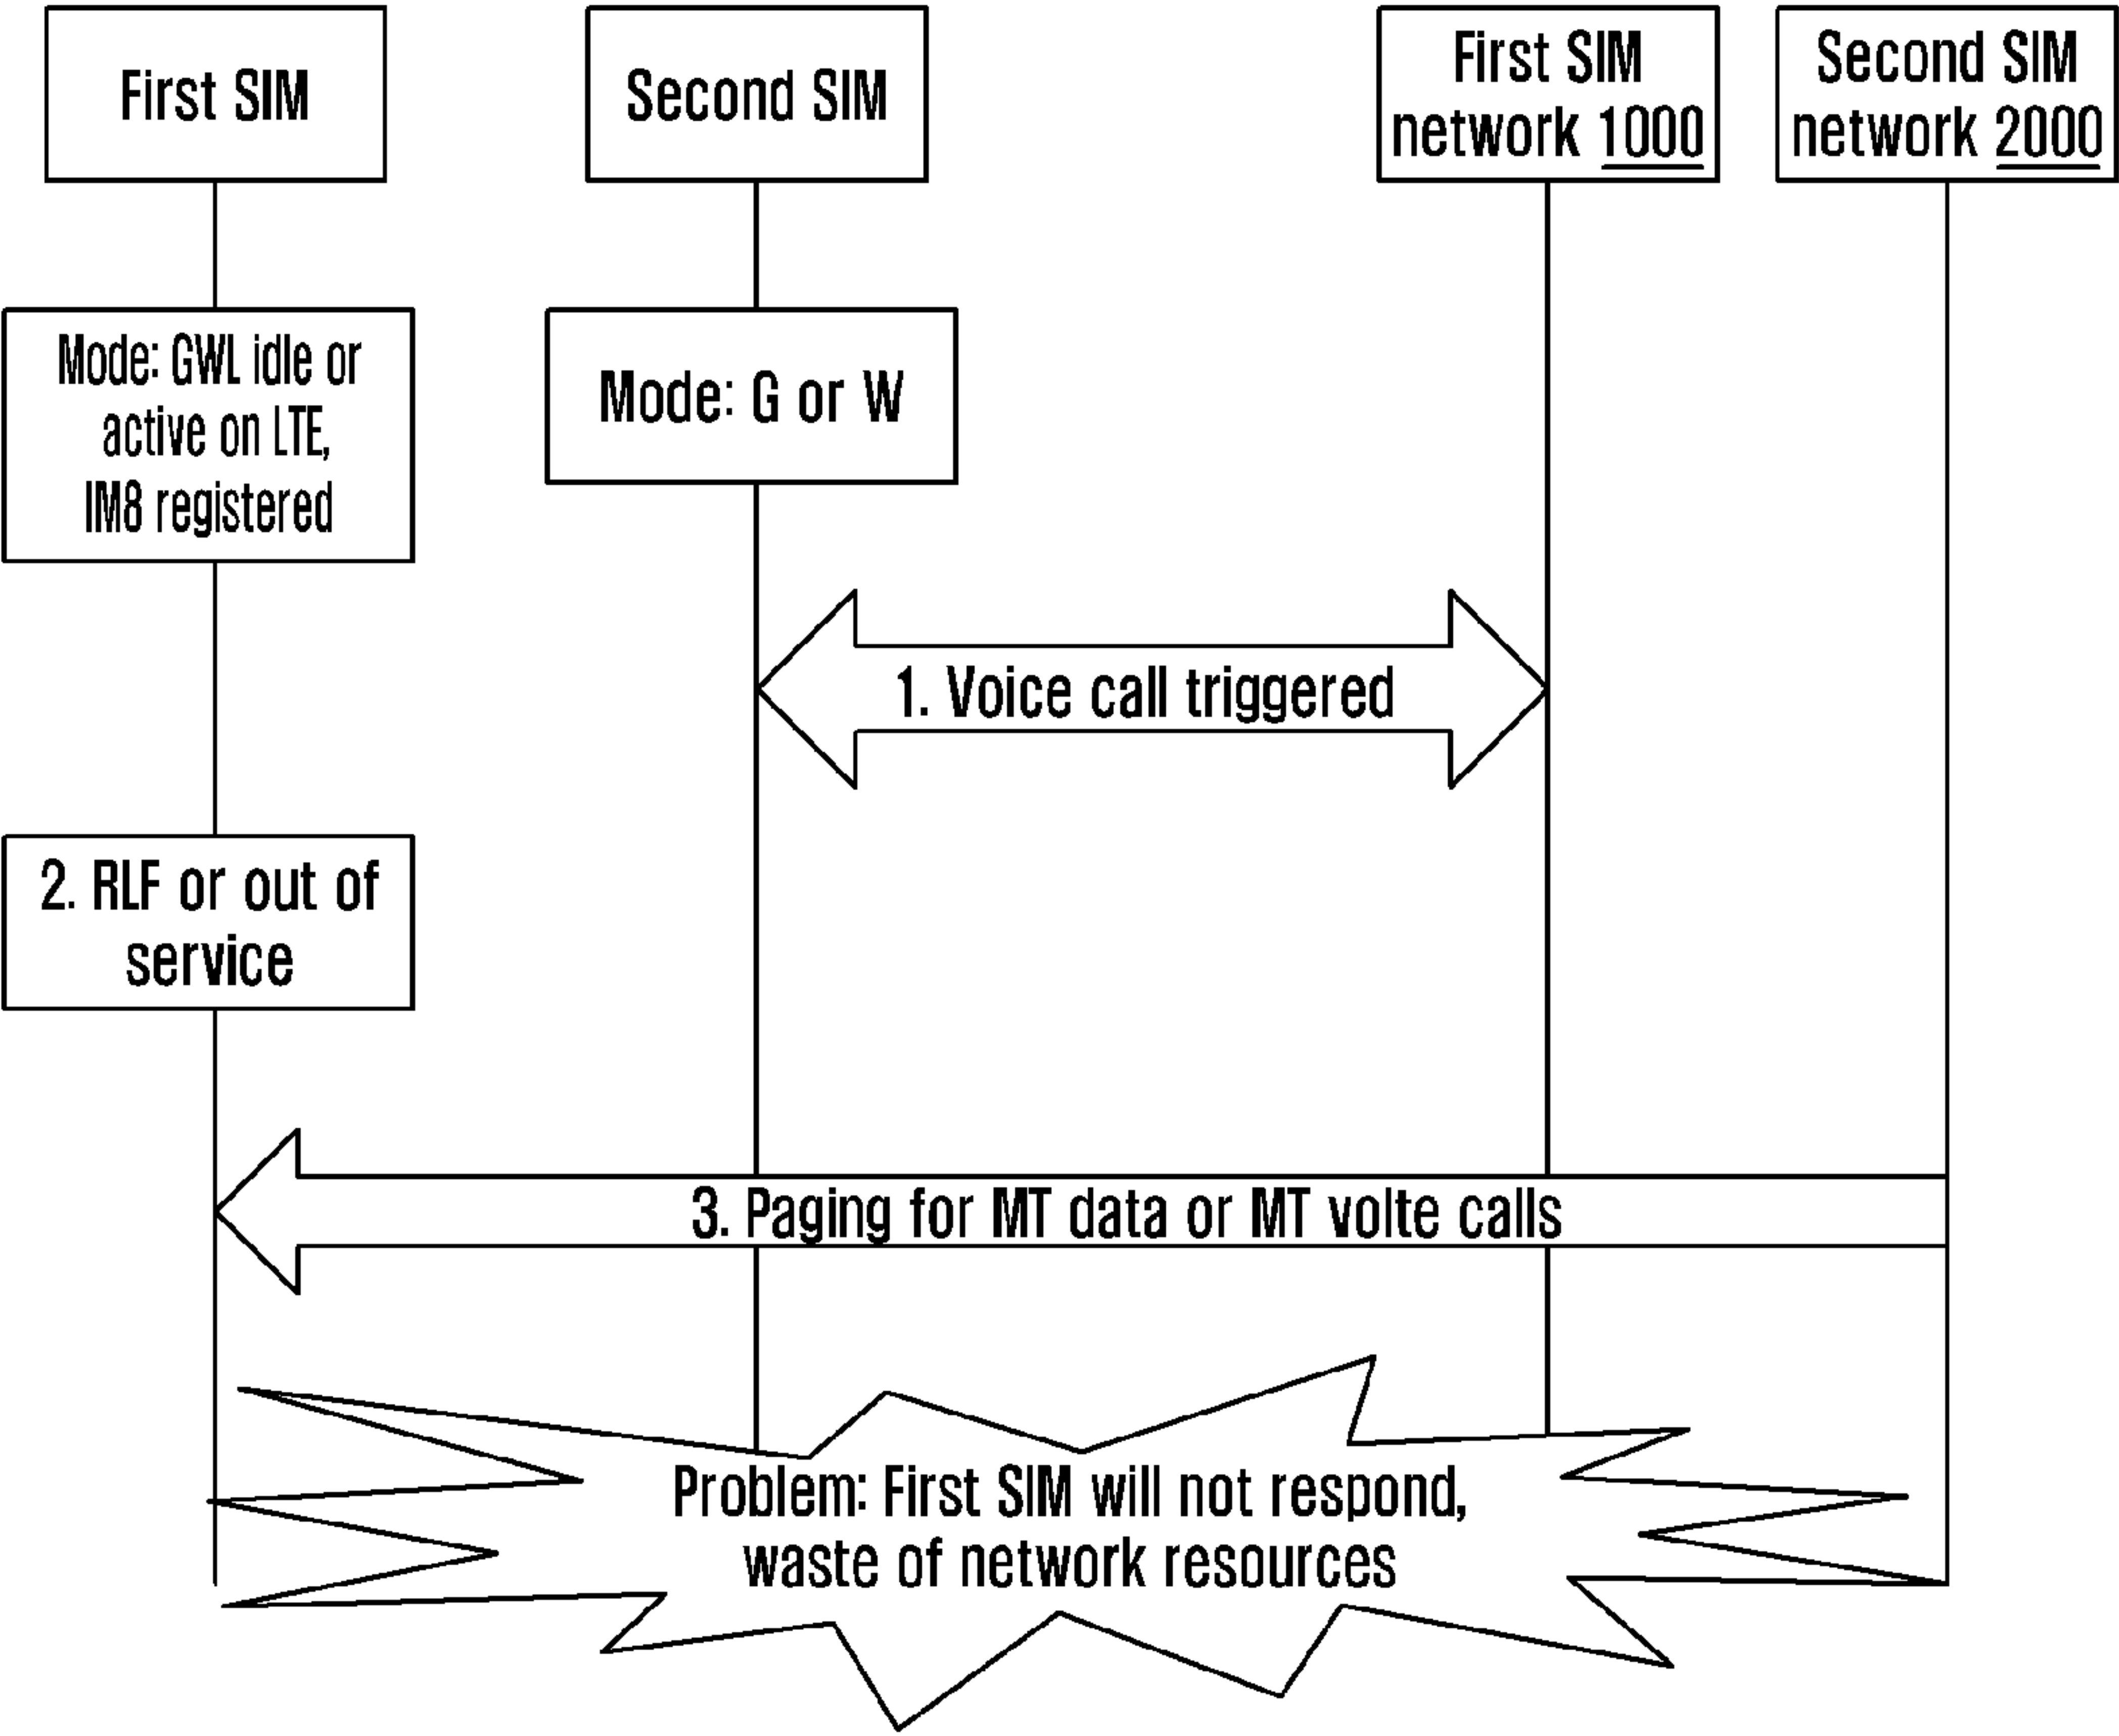 First SIM
Second SIM
First SIM
network 1000
Second SIM
network 2000
Mode: GWL idle or
active on LTE,
IM8 registered
Mode: G or W
1. Voice call triggered
2. RLF or out of
service
3. Paging for MT data or MT volte calls
Problem: First SIM will not respond,
waste of network resources